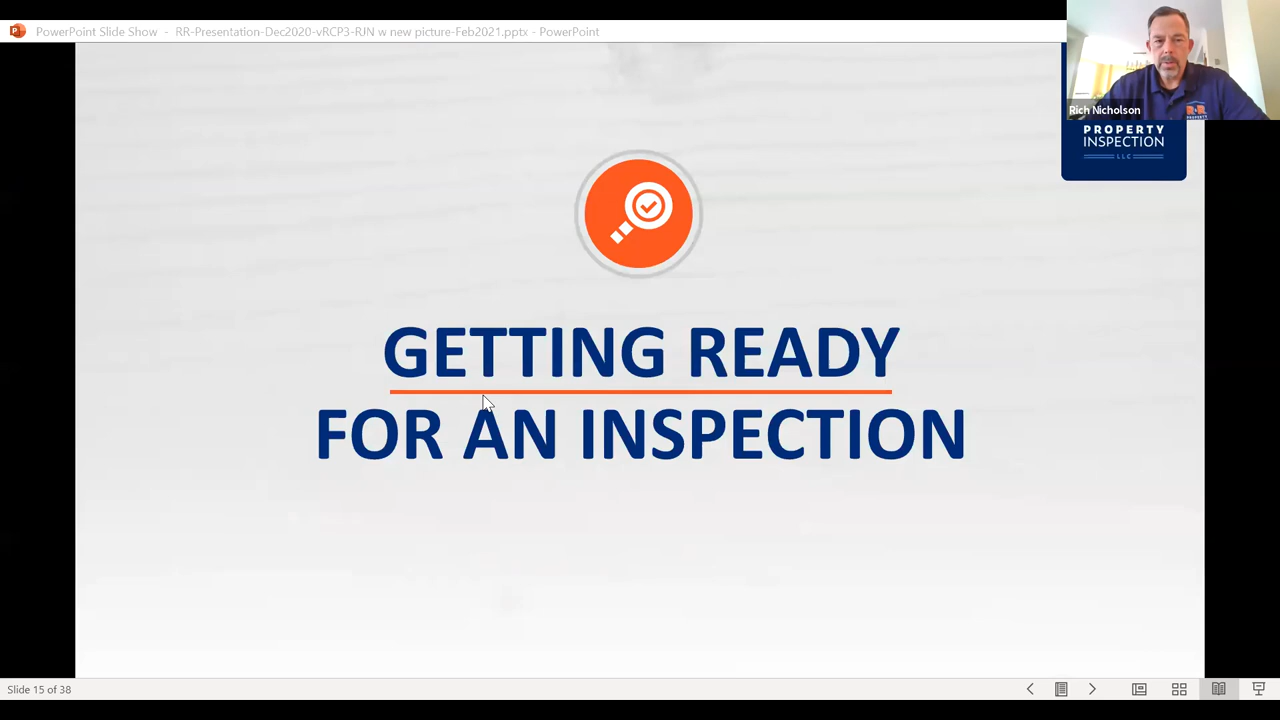 PowerPoint Slide Show - RR-Presentation-Dec2020-vRCP3-RJN w new picture-Feb2021.pptx - PowerPoint
Rich Nicholson
R&R
PROPERTY
PROPERTY
INSPECTION
LLC
GETTING READY
FOR AN INSPECTION
Slide 15 of 38